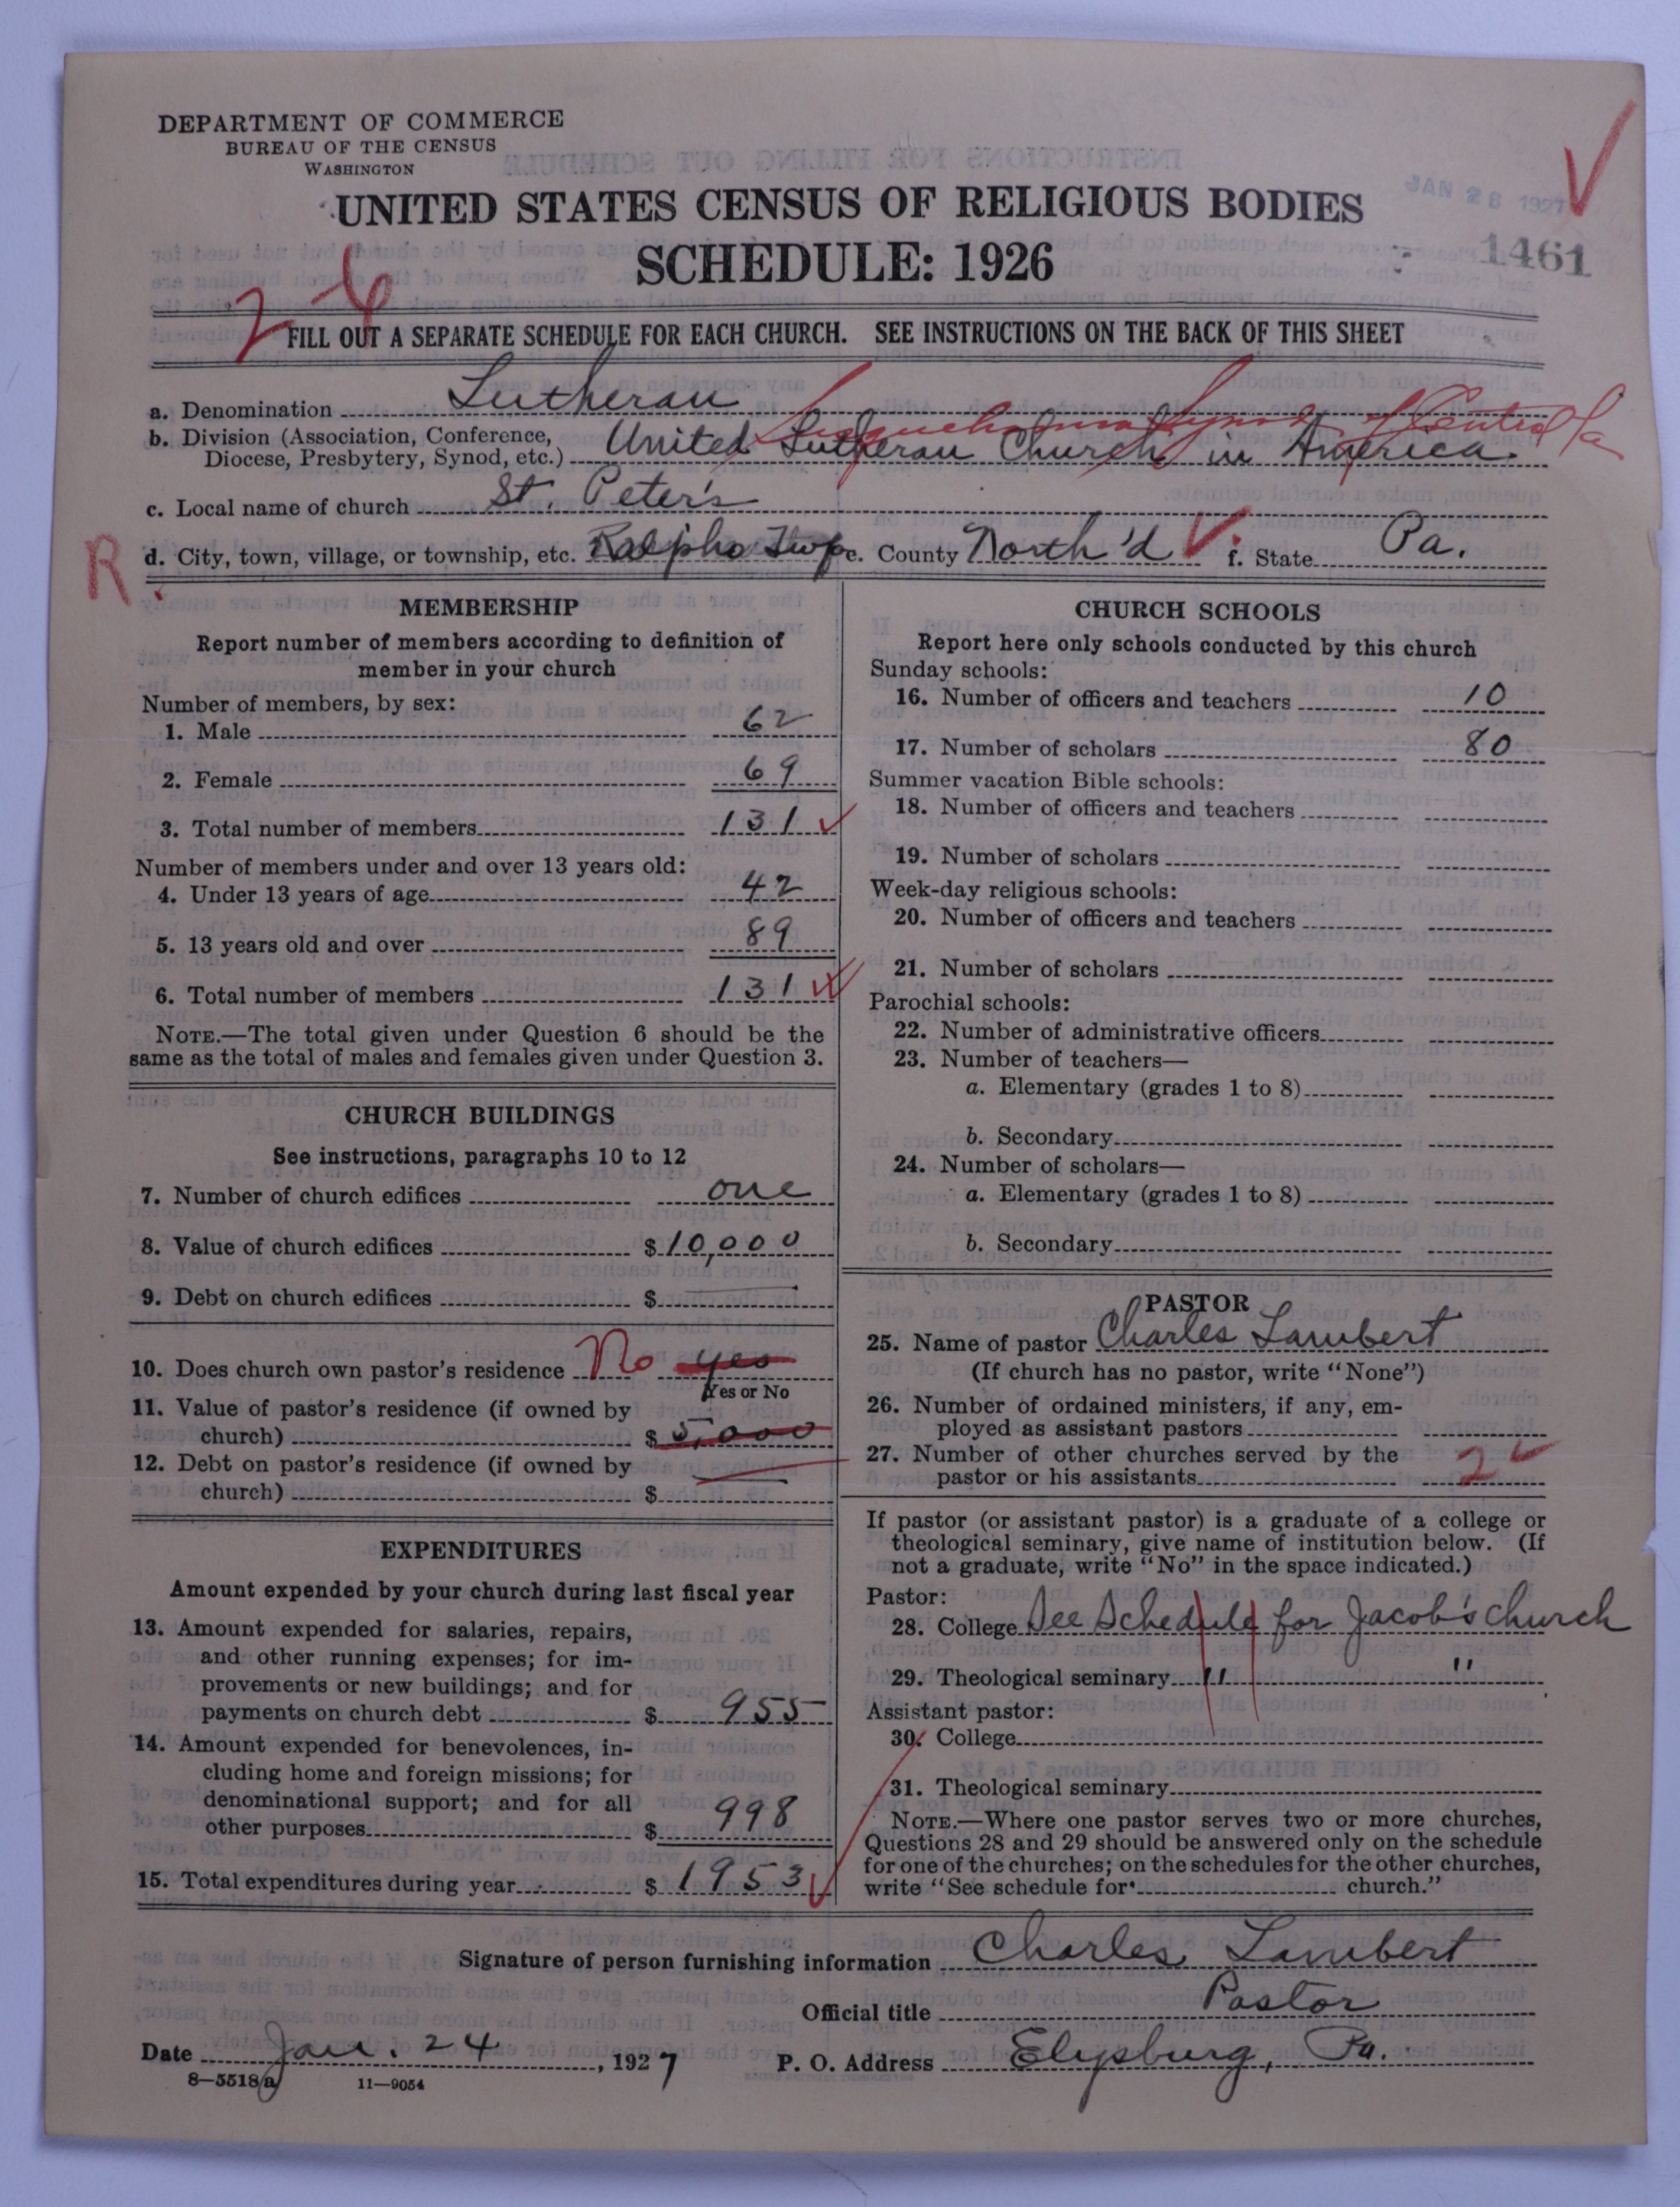 DEPARTMENT OF COMMERCE
BUREAU OF THE CENSUS
WASHINGTON
UNITED STATES CENSUS OF RELIGIOUS BODIES
SCHEDULE: 1926
JAN 28 1927
1461
26
FILL OUT A SEPARATE SCHEDULE FOR EACH CHURCH. SEE INSTRUCTIONS ON THE BACK OF THIS SHEET
a. Denomination Lutheran
Susquehanna Synod of Central Pa
b. Division (Association, Conference, Diocese, Presbytery, Synod, etc.) United Lutheran Church in America.
c. Local name of church St. Peter's
R. d. City, town, village, or township, etc. Ralpho Twp e. County North'd f. State Pa.
MEMBERSHIP
Report number of members according to definition of
member in your church
Number of members, by sex:
1. Male 62
2. Female 69
3. Total number of members 131
Number of members under and over 13 years old:
4. Under 13 years of age 42
5. 13 years old and over 89
6. Total number of members 131
NOTE.—The total given under Question 6 should be the
same as the total of males and females given under Question 3.
CHURCH BUILDINGS
See instructions, paragraphs 10 to 12
7. Number of church edifices one
8. Value of church edifices $10,000
9. Debt on church edifices $
10. Does church own pastor's residence No yes
Yes or No
11. Value of pastor's residence (if owned by
church) $5,000
12. Debt on pastor's residence (if owned by
church) $
EXPENDITURES
Amount expended by your church during last fiscal year
13. Amount expended for salaries, repairs,
and other running expenses; for im-
provements or new buildings; and for
payments on church debt $ 955
14. Amount expended for benevolences, in-
cluding home and foreign missions; for
denominational support; and for all
other purposes $ 998
15. Total expenditures during year $ 1953
CHURCH SCHOOLS
Report here only schools conducted by this church
Sunday schools:
16. Number of officers and teachers 10
17. Number of scholars 80
Summer vacation Bible schools:
18. Number of officers and teachers
19. Number of scholars
Week-day religious schools:
20. Number of officers and teachers
21. Number of scholars
Parochial schools:
22. Number of administrative officers
23. Number of teachers—
a. Elementary (grades 1 to 8)
b. Secondary
24. Number of scholars—
a. Elementary (grades 1 to 8)
b. Secondary
PASTOR
25. Name of pastor Charles Lambert
(If church has no pastor, write "None")
26. Number of ordained ministers, if any, em-
ployed as assistant pastors
27. Number of other churches served by the
pastor or his assistants 2
If pastor (or assistant pastor) is a graduate of a college or
theological seminary, give name of institution below. (If
not a graduate, write "No" in the space indicated.)
Pastor:
28. College See Schedule for Jacob's church
29. Theological seminary " "
Assistant pastor:
30. College
31. Theological seminary
NOTE.—Where one pastor serves two or more churches,
Questions 28 and 29 should be answered only on the schedule
for one of the churches; on the schedules for the other churches,
write "See schedule for church."
Signature of person furnishing information Charles Lambert
Official title Pastor
Date Jan. 24, 1927 P. O. Address Elysburg, Pa.
8—5518a 11—9054